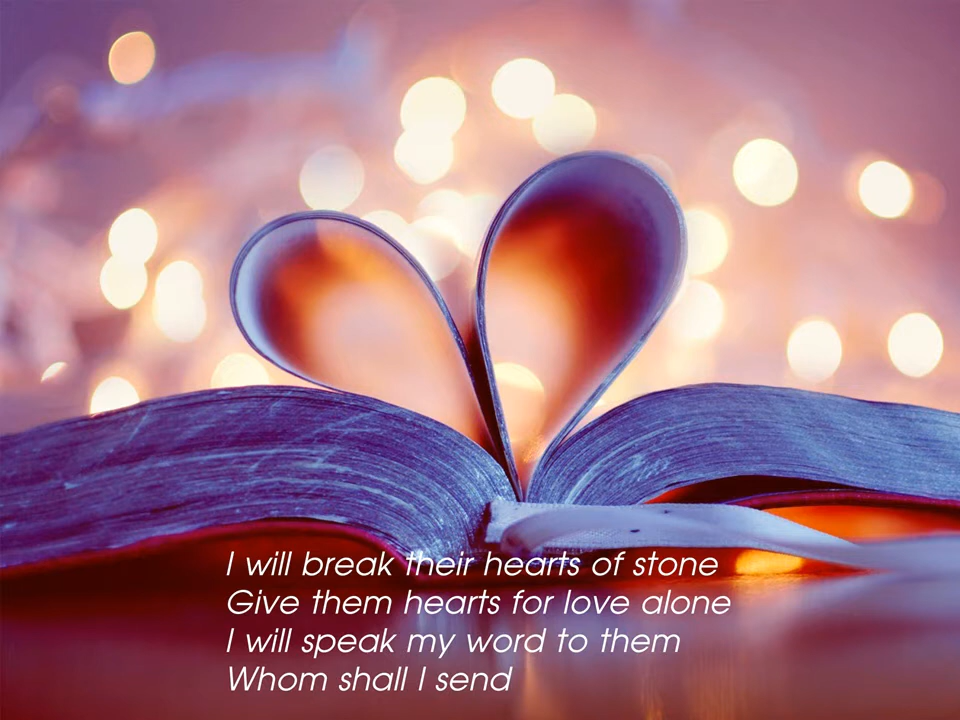 I will break their hearts of stone
Give them hearts for love alone
I will speak my word to them
Whom shall I send